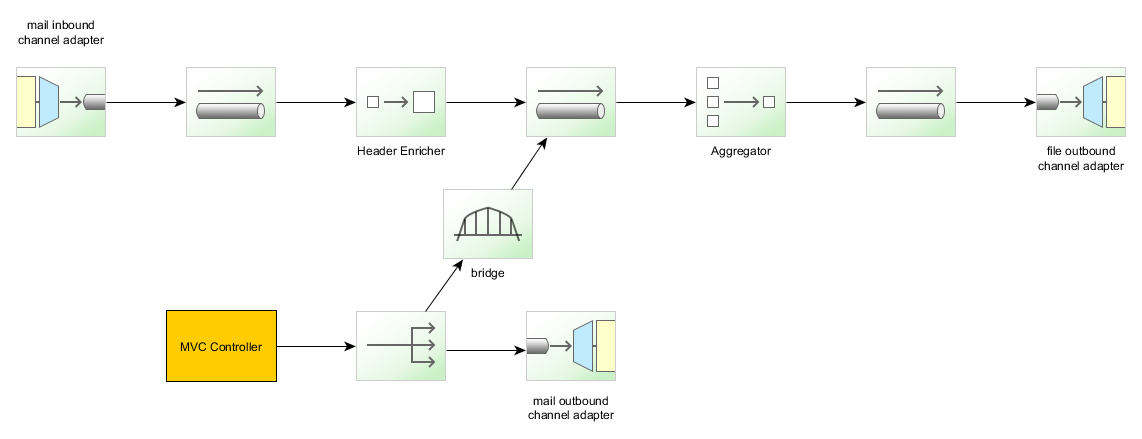 mail inbound
channel adapter
Header Enricher
Aggregator
file outbound
channel adapter
bridge
MVC Controller
mail outbound
channel adapter